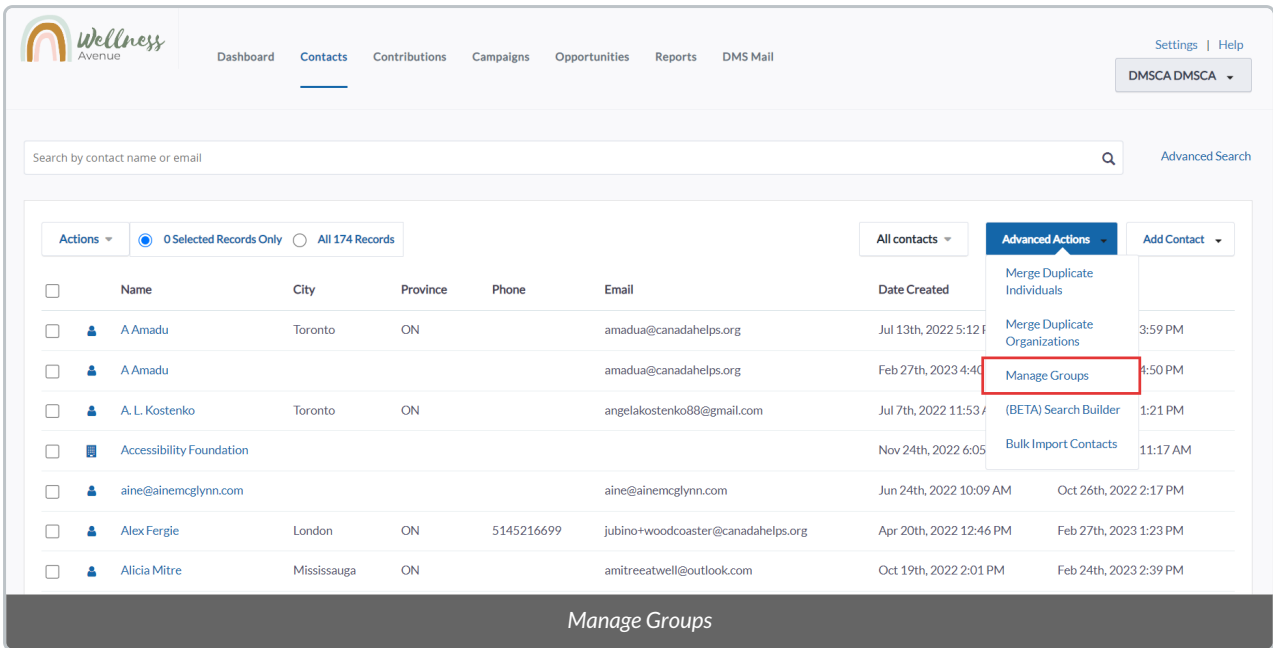 Wellness
Avenue
Dashboard Contacts Contributions Campaigns Opportunities Reports DMS Mail
Settings | Help
DMSCA DMSCA
Search by contact name or email
Advanced Search
Actions 0 Selected Records Only All 174 Records All contacts Advanced Actions Add Contact
Name City Province Phone Email Date Created
Merge Duplicate
Individuals
Merge Duplicate
Organizations
Manage Groups
(BETA) Search Builder
Bulk Import Contacts
A Amadu Toronto ON amadua@canadahelps.org Jul 13th, 2022 5:12 3:59 PM
A Amadu amadua@canadahelps.org Feb 27th, 2023 4:40 4:50 PM
A. L. Kostenko Toronto ON angelakostenko88@gmail.com Jul 7th, 2022 11:53 1:21 PM
Accessibility Foundation Nov 24th, 2022 6:05 11:17 AM
aine@ainemcglynn.com aine@ainemcglynn.com Jun 24th, 2022 10:09 AM Oct 26th, 2022 2:17 PM
Alex Fergie London ON 5145216699 jubino+woodcoaster@canadahelps.org Apr 20th, 2022 12:46 PM Feb 27th, 2023 1:23 PM
Alicia Mitre Mississauga ON amitreeatwell@outlook.com Oct 19th, 2022 2:01 PM Feb 24th, 2023 2:39 PM
Manage Groups